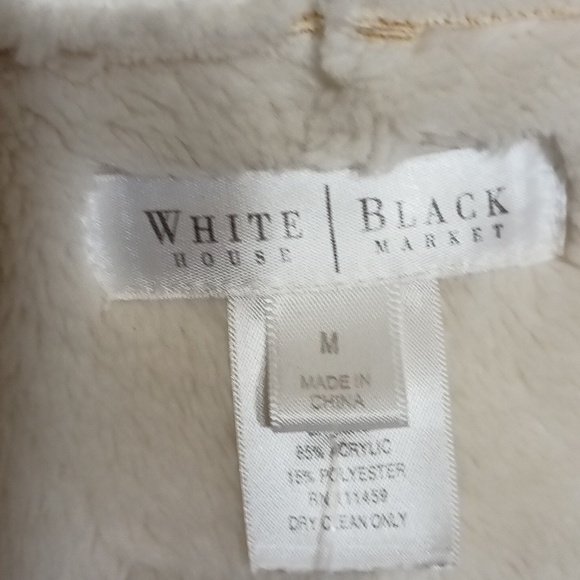 WHITE HOUSE | BLACK MARKET
M
MADE IN
CHINA
85% ACRYLIC
15% POLYESTER
RN 111459
DRY CLEAN ONLY